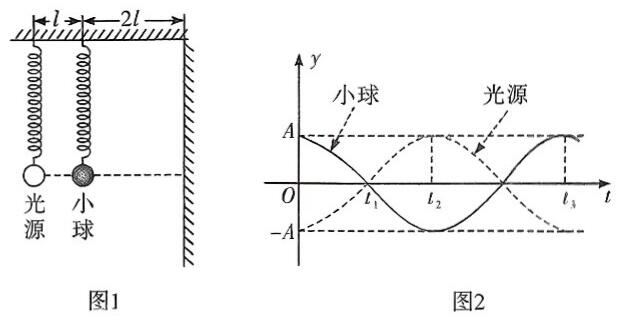 l 2l
光源 小球
图1
y
小球 光源
A
O t₁ t₂ t₃ t
-A
图2